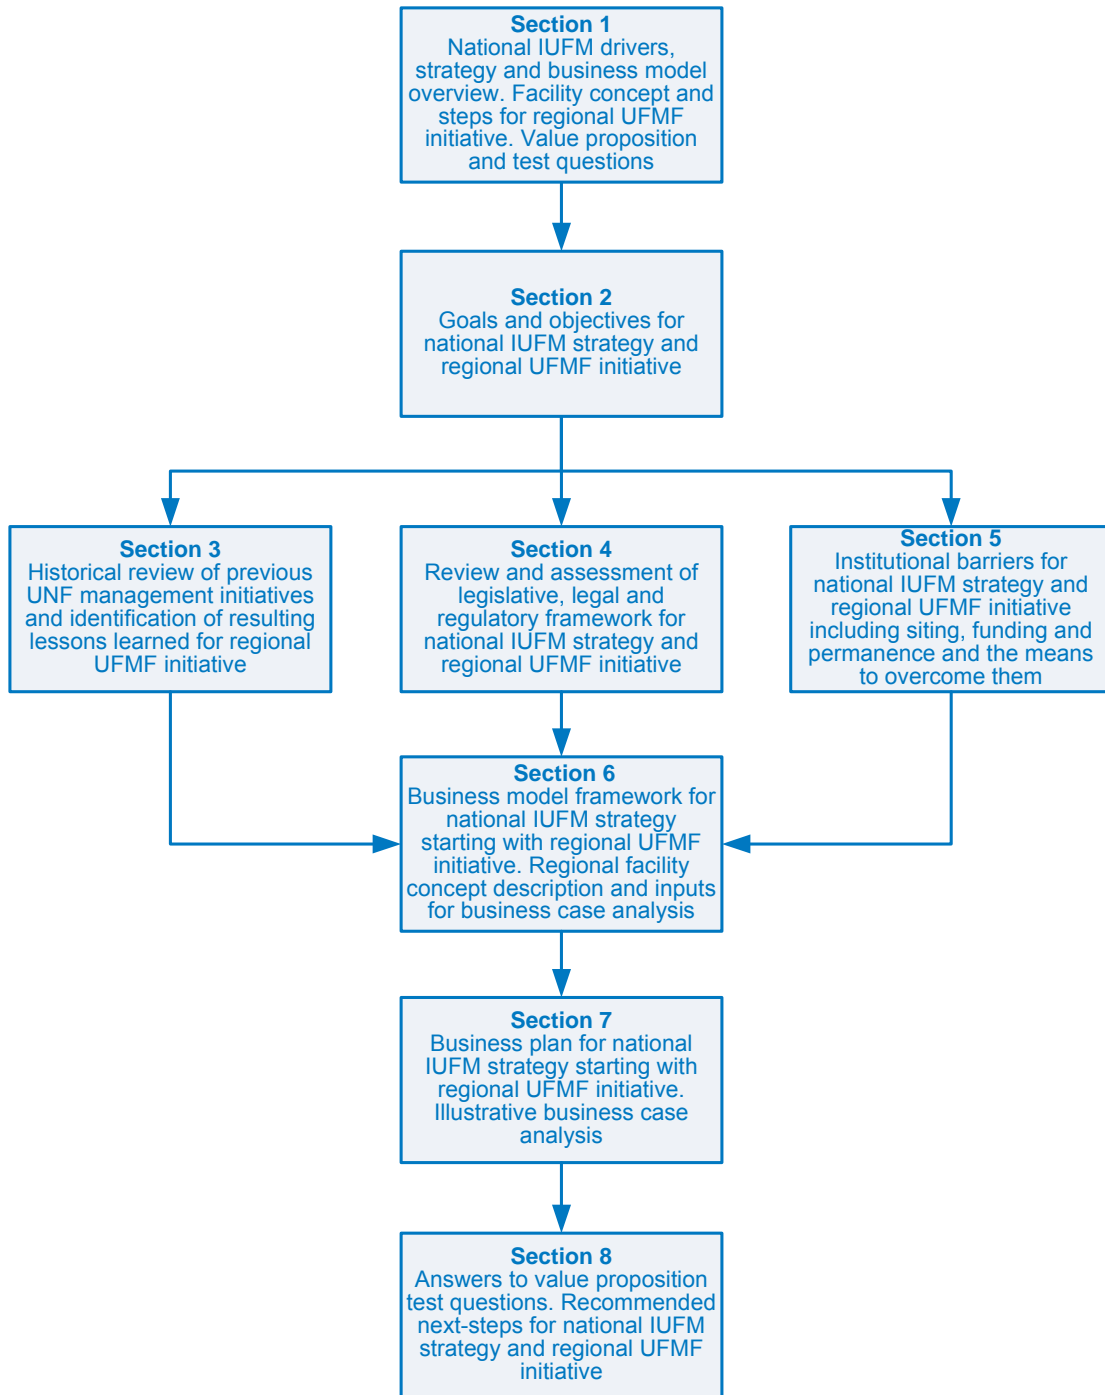 Section 1
National IUFM drivers,
strategy and business model
overview. Facility concept and
steps for regional UFMF
initiative. Value proposition
and test questions
Section 2
Goals and objectives for
national IUFM strategy and
regional UFMF initiative
Section 3
Historical review of previous
UNF management initiatives
and identification of resulting
lessons learned for regional
UFMF initiative
Section 4
Review and assessment of
legislative, legal and
regulatory framework for
national IUFM strategy and
regional UFMF initiative
Section 5
Institutional barriers for
national IUFM strategy and
regional UFMF initiative
including siting, funding and
permanence and the means
to overcome them
Section 6
Business model framework for
national IUFM strategy
starting with regional UFMF
initiative. Regional facility
concept description and inputs
for business case analysis
Section 7
Business plan for national
IUFM strategy starting with
regional UFMF initiative.
Illustrative business case
analysis
Section 8
Answers to value proposition
test questions. Recommended
next-steps for national IUFM
strategy and regional UFMF
initiative